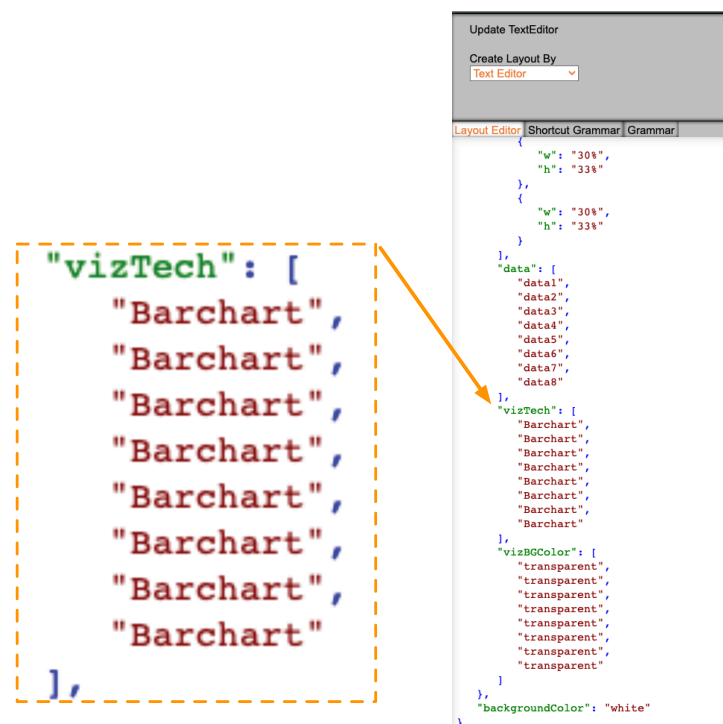 Update TextEditor
Create Layout By
Text Editor
Layout Editor Shortcut Grammar Grammar
{
"w": "30%",
"h": "33%"
},
{
"w": "30%",
"h": "33%"
}
],
"data": [
"data1",
"data2",
"data3",
"data4",
"data5",
"data6",
"data7",
"data8"
],
"vizTech": [
"Barchart",
"Barchart",
"Barchart",
"Barchart",
"Barchart",
"Barchart",
"Barchart",
"Barchart"
],
"vizBGColor": [
"transparent",
"transparent",
"transparent",
"transparent",
"transparent",
"transparent",
"transparent",
"transparent"
]
},
"backgroundColor": "white"
}
"vizTech": [
"Barchart",
"Barchart",
"Barchart",
"Barchart",
"Barchart",
"Barchart",
"Barchart",
"Barchart"
],